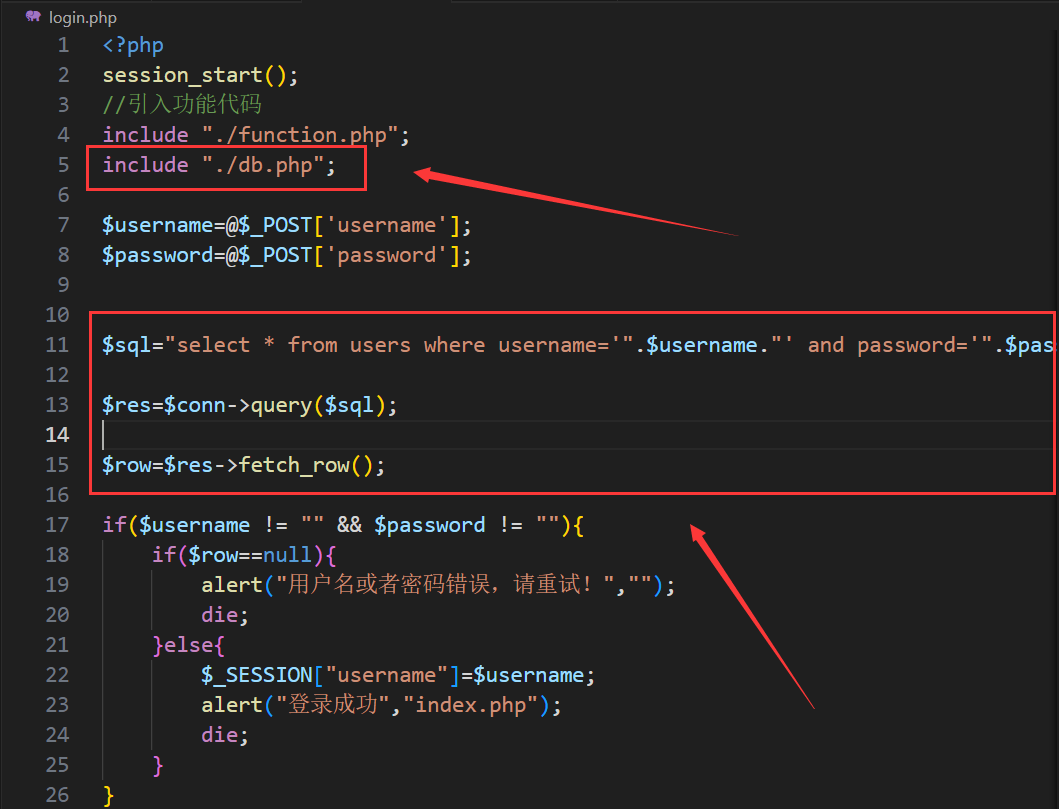 login.php
1 <?php
2 session_start();
3 //引入功能代码
4 include "./function.php";
5 include "./db.php";
6
7 $username=@$_POST['username'];
8 $password=@$_POST['password'];
9
10
11 $sql="select * from users where username='".$username."' and password='".$pas
12
13 $res=$conn->query($sql);
14
15 $row=$res->fetch_row();
16
17 if($username != "" && $password != ""){
18 if($row==null){
19 alert("用户名或者密码错误，请重试！","");
20 die;
21 }else{
22 $_SESSION["username"]=$username;
23 alert("登录成功","index.php");
24 die;
25 }
26 }